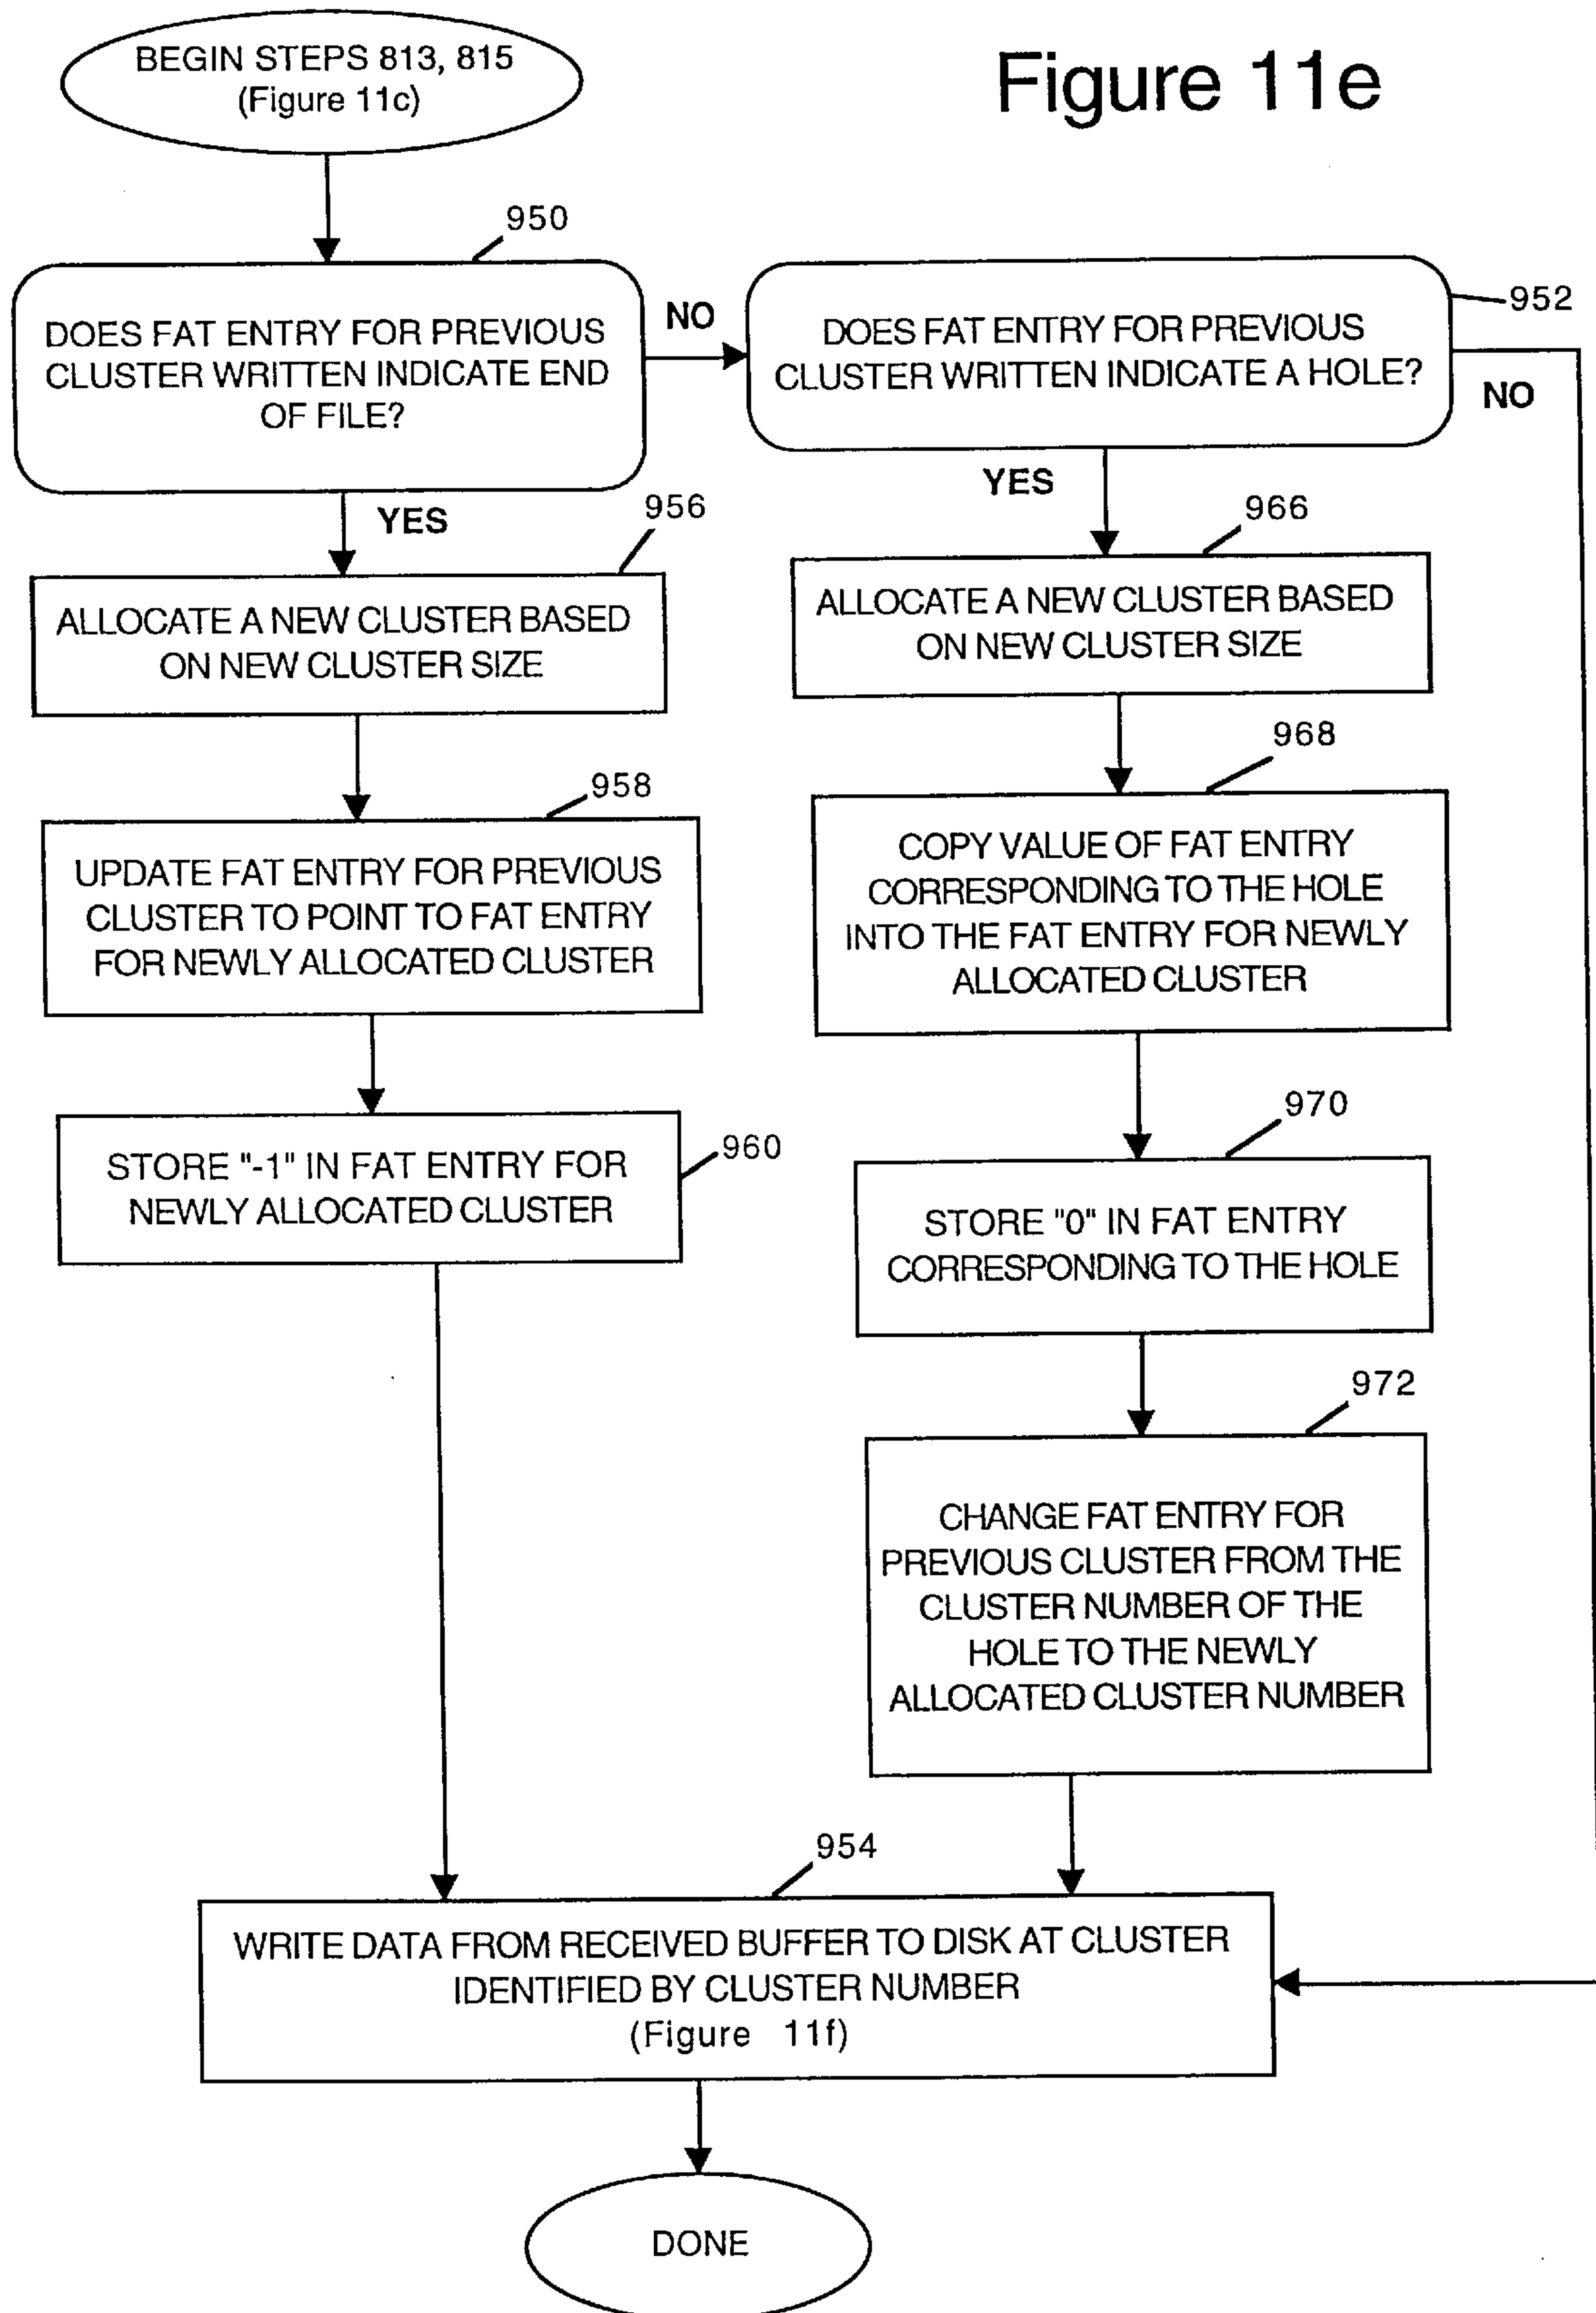 BEGIN STEPS 813, 815
(Figure 11c)
Figure 11e
950
DOES FAT ENTRY FOR PREVIOUS
CLUSTER WRITTEN INDICATE END
OF FILE?
NO
952
DOES FAT ENTRY FOR PREVIOUS
CLUSTER WRITTEN INDICATE A HOLE?
NO
YES
956
ALLOCATE A NEW CLUSTER BASED
ON NEW CLUSTER SIZE
958
UPDATE FAT ENTRY FOR PREVIOUS
CLUSTER TO POINT TO FAT ENTRY
FOR NEWLY ALLOCATED CLUSTER
960
STORE "-1" IN FAT ENTRY FOR
NEWLY ALLOCATED CLUSTER
YES
966
ALLOCATE A NEW CLUSTER BASED
ON NEW CLUSTER SIZE
968
COPY VALUE OF FAT ENTRY
CORRESPONDING TO THE HOLE
INTO THE FAT ENTRY FOR NEWLY
ALLOCATED CLUSTER
970
STORE "0" IN FAT ENTRY
CORRESPONDING TO THE HOLE
972
CHANGE FAT ENTRY FOR
PREVIOUS CLUSTER FROM THE
CLUSTER NUMBER OF THE
HOLE TO THE NEWLY
ALLOCATED CLUSTER NUMBER
954
WRITE DATA FROM RECEIVED BUFFER TO DISK AT CLUSTER
IDENTIFIED BY CLUSTER NUMBER
(Figure 11f)
DONE